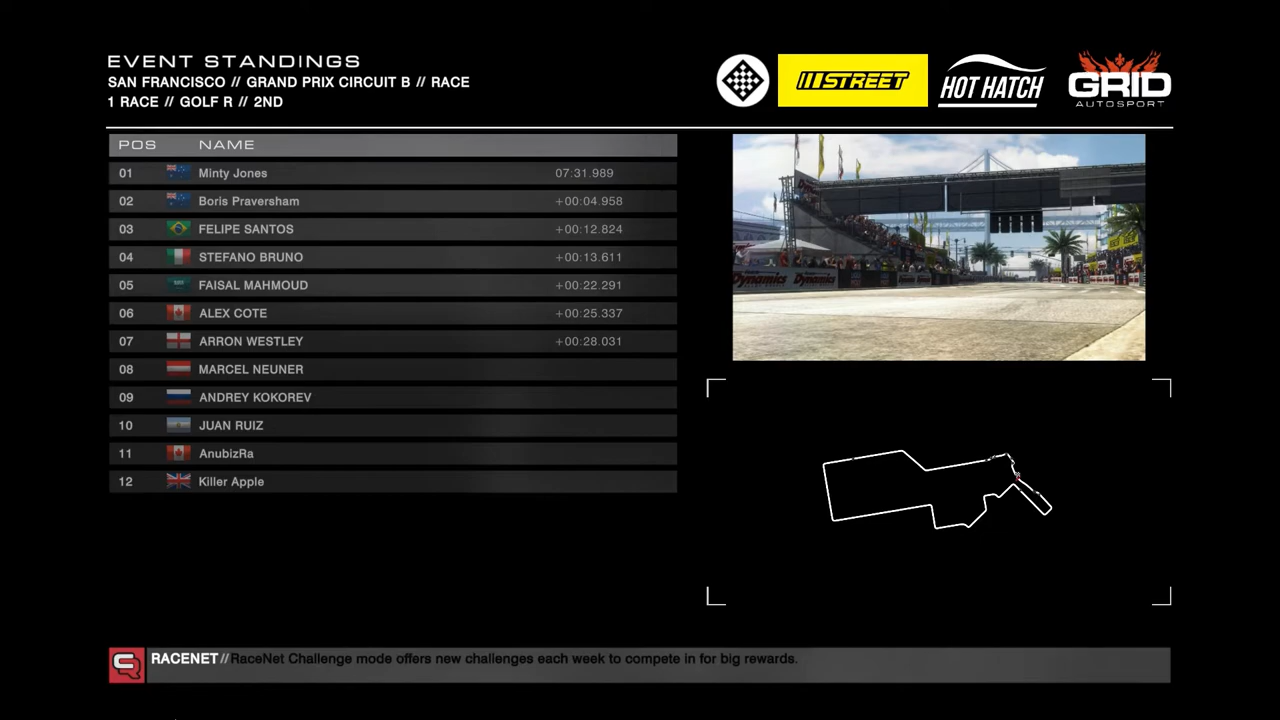 EVENT STANDINGS
SAN FRANCISCO // GRAND PRIX CIRCUIT B // RACE
1 RACE // GOLF R // 2ND
STREET
HOT HATCH
GRID
AUTOSPORT
POS NAME
01 Minty Jones 07:31.989
02 Boris Praversham +00:04.958
03 FELIPE SANTOS +00:12.824
04 STEFANO BRUNO +00:13.611
05 FAISAL MAHMOUD +00:22.291
06 ALEX COTE +00:25.337
07 ARRON WESTLEY +00:28.031
08 MARCEL NEUNER
09 ANDREY KOKOREV
10 JUAN RUIZ
11 AnubizRa
12 Killer Apple
Dynamics
Dynamics
RACENET // RaceNet Challenge mode offers new challenges each week to compete in for big rewards.